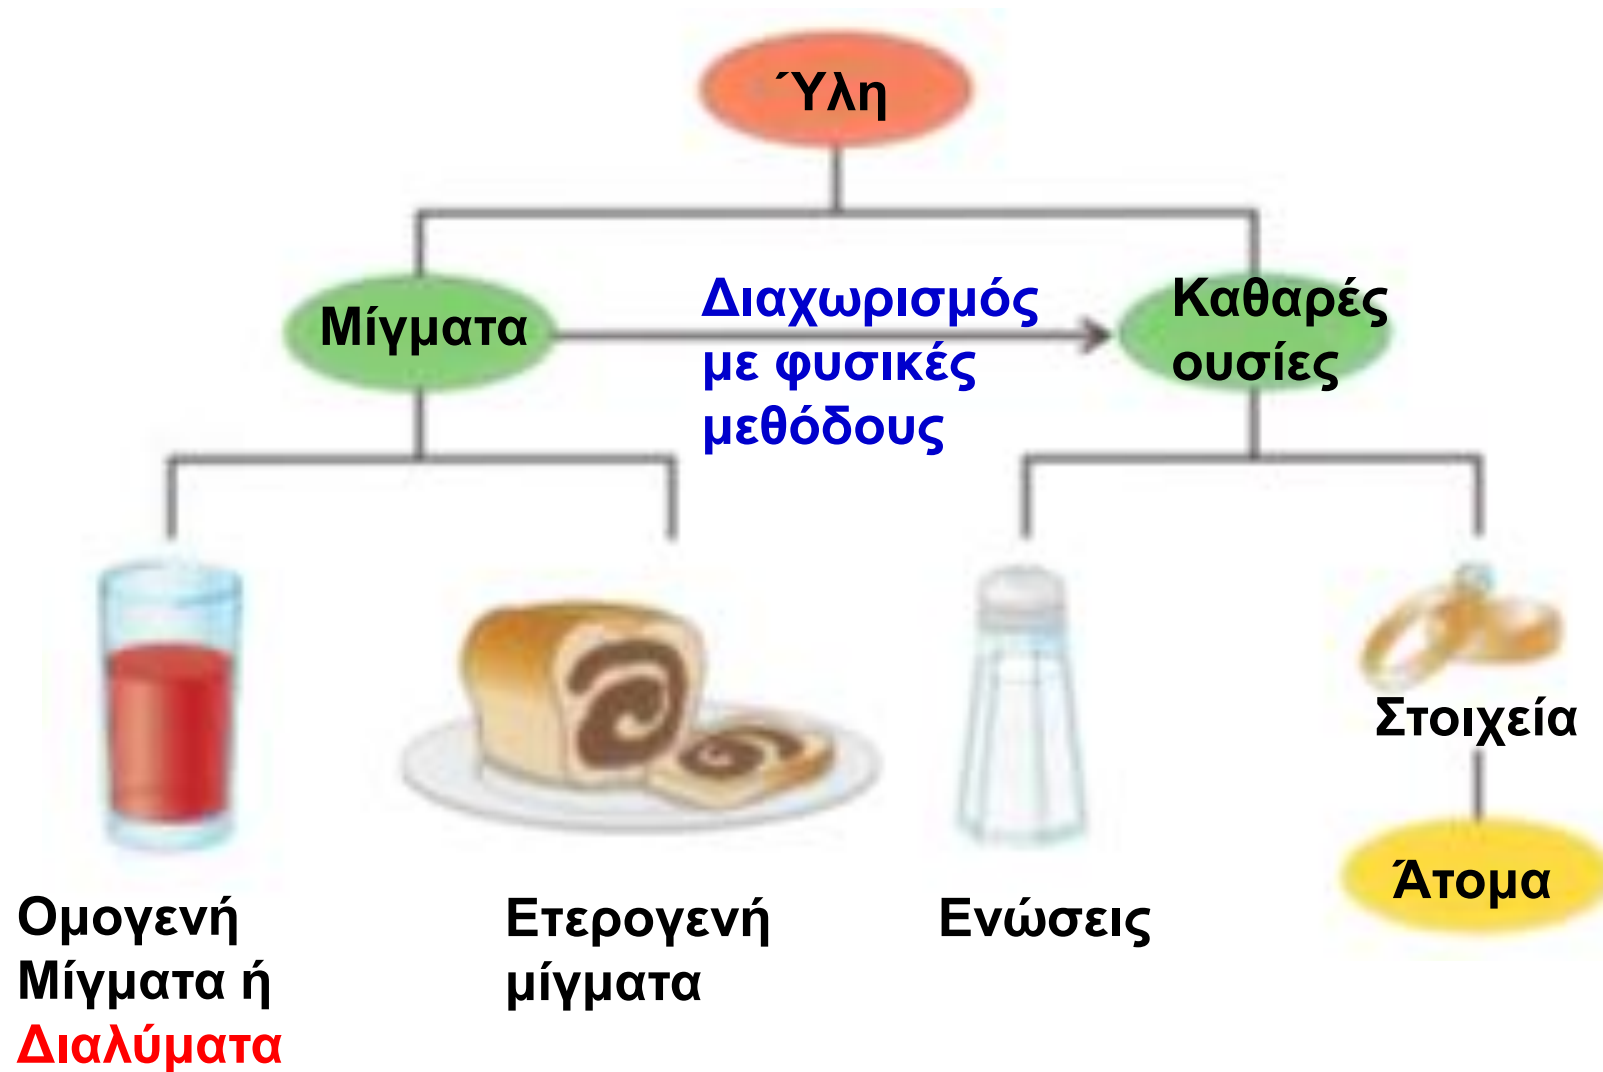 Ύλη
Μίγματα
Διαχωρισμός
με φυσικές
μεθόδους
Καθαρές
ουσίες
Στοιχεία
Άτομα
Ομογενή
Μίγματα ή
Διαλύματα
Ετερογενή
μίγματα
Ενώσεις